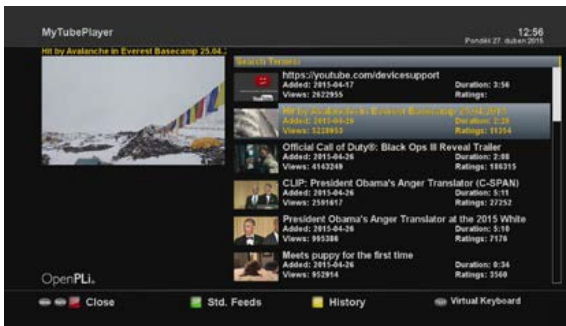 MyTubePlayer
12:56
Pondělí 27. duben 2015
Hit by Avalanche in Everest Basecamp 25.04.2
Search Terms:
https://youtube.com/devicesupport
Added: 2015-04-17 Duration: 3:56
Views: 2622955 Ratings:
Hit by Avalanche in Everest Basecamp 25.04.2015
Added: 2015-04-26 Duration: 2:28
Views: 5228953 Ratings: 11254
Official Call of Duty®: Black Ops III Reveal Trailer
Added: 2015-04-26 Duration: 2:08
Views: 4143249 Ratings: 186315
CLIP: President Obama's Anger Translator (C-SPAN)
Added: 2015-04-26 Duration: 5:11
Views: 2591617 Ratings: 37252
President Obama's Anger Translator at the 2015 White
Added: 2015-04-26 Duration: 5:10
Views: 995386 Ratings: 7176
Meets puppy for the first time
Added: 2015-04-26 Duration: 0:34
Views: 952914 Ratings: 3560
OpenPLi.
Close Std. Feeds History Virtual Keyboard